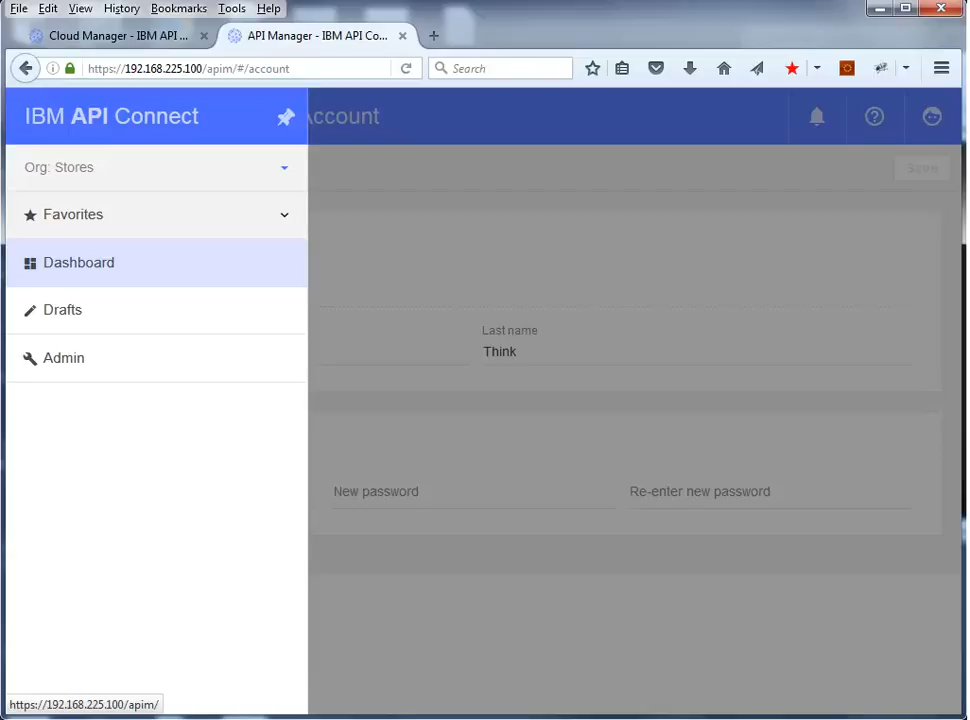 File Edit View History Bookmarks Tools Help
Cloud Manager - IBM API ... API Manager - IBM API Co...
https://192.168.225.100/apim/#/account Search
IBM API Connect Account
Org: Stores Save
Favorites
Dashboard
Drafts
Last name
Think
Admin
New password Re-enter new password
https://192.168.225.100/apim/